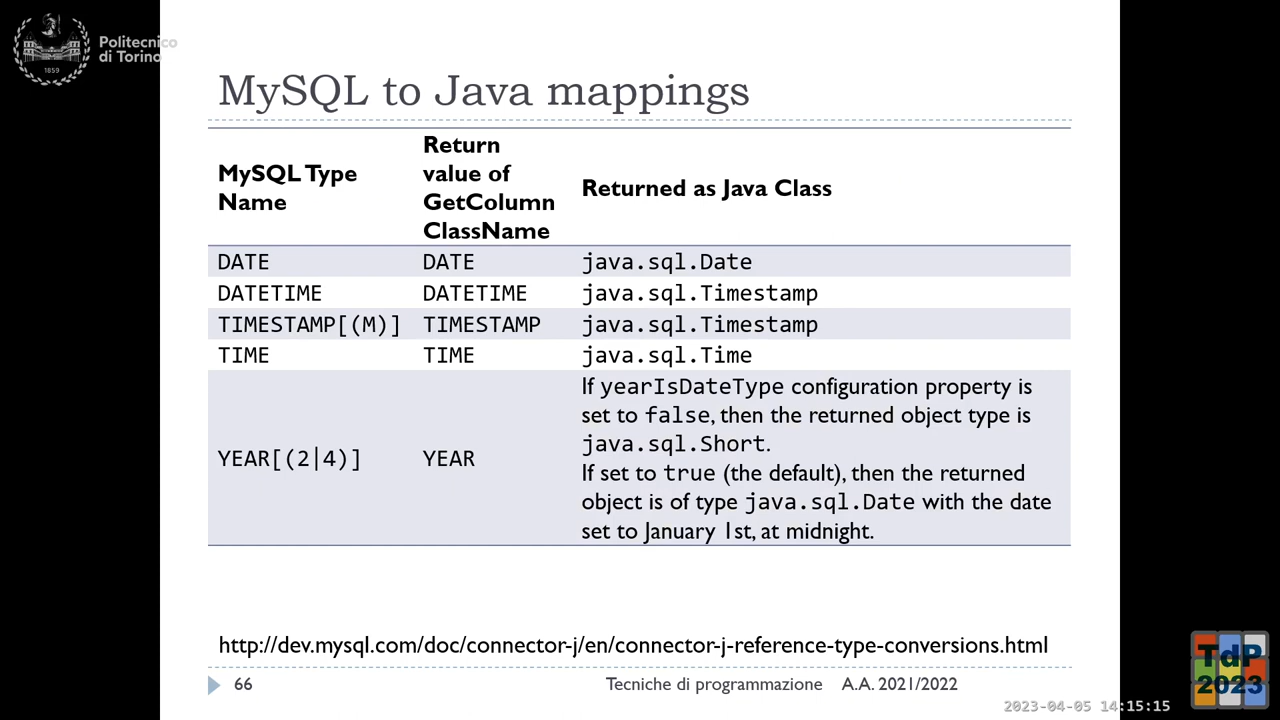 Politecnico
di Torino
1859
MySQL to Java mappings
MySQL Type
Name
Return
value of
GetColumn
ClassName
Returned as Java Class
DATE DATE java.sql.Date
DATETIME DATETIME java.sql.Timestamp
TIMESTAMP[(M)] TIMESTAMP java.sql.Timestamp
TIME TIME java.sql.Time
YEAR[(2|4)] YEAR
If yearIsDateType configuration property is
set to false, then the returned object type is
java.sql.Short.
If set to true (the default), then the returned
object is of type java.sql.Date with the date
set to January 1st, at midnight.
http://dev.mysql.com/doc/connector-j/en/connector-j-reference-type-conversions.html
66 Tecniche di programmazione A.A. 2021/2022
TdP
2023
2023-04-05 14:15:15